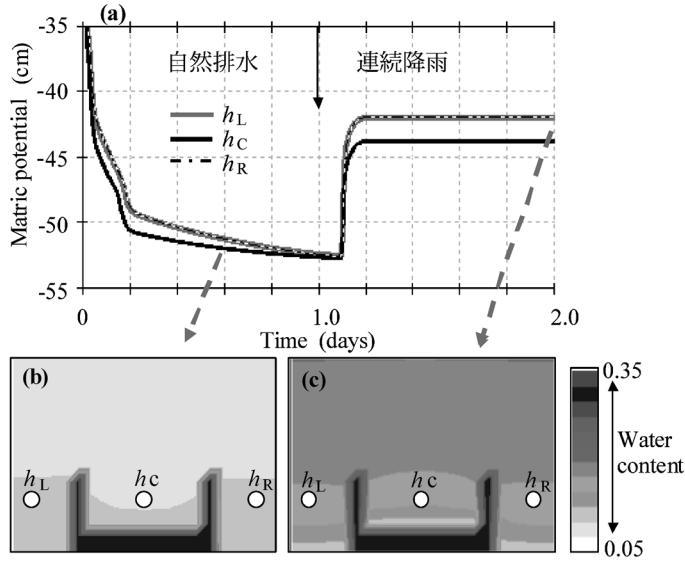 (a)
-35
-40
-45
-50
-55
Matric potential (cm)
自然排水
連続降雨
hL
hC
hR
0
1.0
2.0
Time (days)
(b)
hL
hC
hR
(c)
hL
hC
hR
0.35
Water
content
0.05